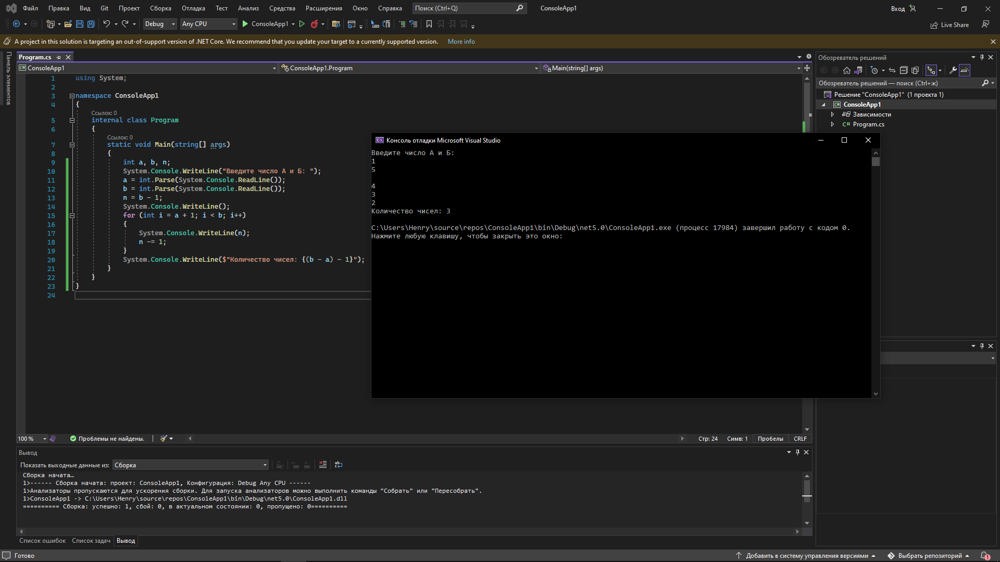 Файл Правка Вид Git Проект Сборка Отладка Тест Анализ Средства Расширения Окно Справка Поиск (Ctrl+Q) ConsoleApp1 Вход
Debug Any CPU ConsoleApp1 Live Share
A project in this solution is targeting an out-of-support version of .NET Core. We recommend that you update your target to a currently supported version. More info
Панель элементов
Program.cs
ConsoleApp1 ConsoleApp1.Program Main(string[] args)
1 using System;
2
3 namespace ConsoleApp1
4 {
Ссылок: 0
5 internal class Program
6 {
Ссылок: 0
7 static void Main(string[] args)
8 {
9 int a, b, n;
10 System.Console.WriteLine("Введите число А и Б: ");
11 a = int.Parse(System.Console.ReadLine());
12 b = int.Parse(System.Console.ReadLine());
13 n = b - 1;
14 System.Console.WriteLine();
15 for (int i = a + 1; i < b; i++)
16 {
17 System.Console.WriteLine(n);
18 n -= 1;
19 }
20 System.Console.WriteLine($"Количество чисел: {(b - a) - 1}");
21 }
22 }
23 }
24
Консоль отладки Microsoft Visual Studio
Введите число А и Б:
1
5
4
3
2
Количество чисел: 3
C:\Users\Henry\source\repos\ConsoleApp1\bin\Debug\net5.0\ConsoleApp1.exe (процесс 17984) завершил работу с кодом 0.
Нажмите любую клавишу, чтобы закрыть это окно:
Обозреватель решений
Обозреватель решений — поиск (Ctrl+ж)
Решение "ConsoleApp1" (1 проекта 1)
ConsoleApp1
Зависимости
C# Program.cs
100 % Проблемы не найдены. Стр: 24 Симв: 1 Пробелы CRLF
Вывод
Показать выходные данные из: Сборка
Сборка начата…
1>------ Сборка начата: проект: ConsoleApp1, Конфигурация: Debug Any CPU ------
1>Анализаторы пропускаются для ускорения сборки. Для запуска анализаторов можно выполнить команды "Собрать" или "Пересобрать".
1>ConsoleApp1 -> C:\Users\Henry\source\repos\ConsoleApp1\bin\Debug\net5.0\ConsoleApp1.dll
========== Сборка: успешно: 1, сбой: 0, в актуальном состоянии: 0, пропущено: 0==========
Список ошибок Список задач Вывод
Готово Добавить в систему управления версиями Выбрать репозиторий 1